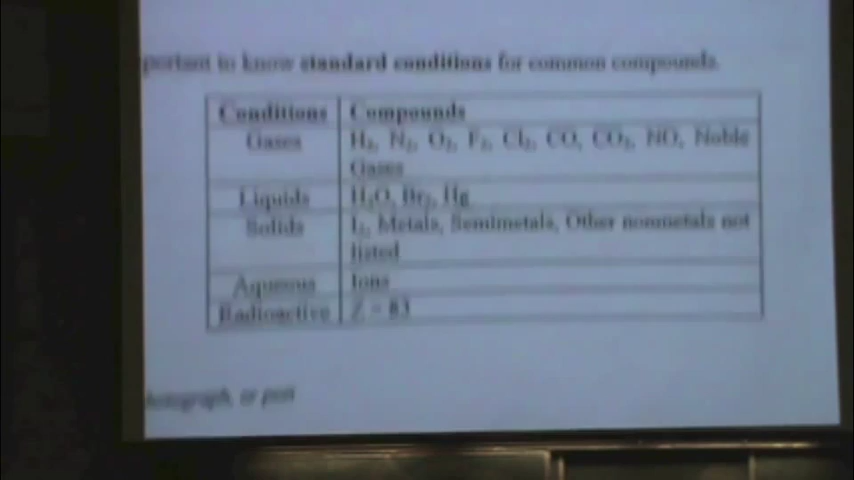 portant to know standard conditions for common compounds.
Conditions Compounds
Gases H₂, N₂, O₂, F₂, Cl₂, CO, CO₂, NO, Noble
Gases
Liquids H₂O, Br₂, Hg
Solids I₂, Metals, Semimetals, Other nonmetals not
listed
Aqueous Ions
Radioactive Z 83
hotograph, or post